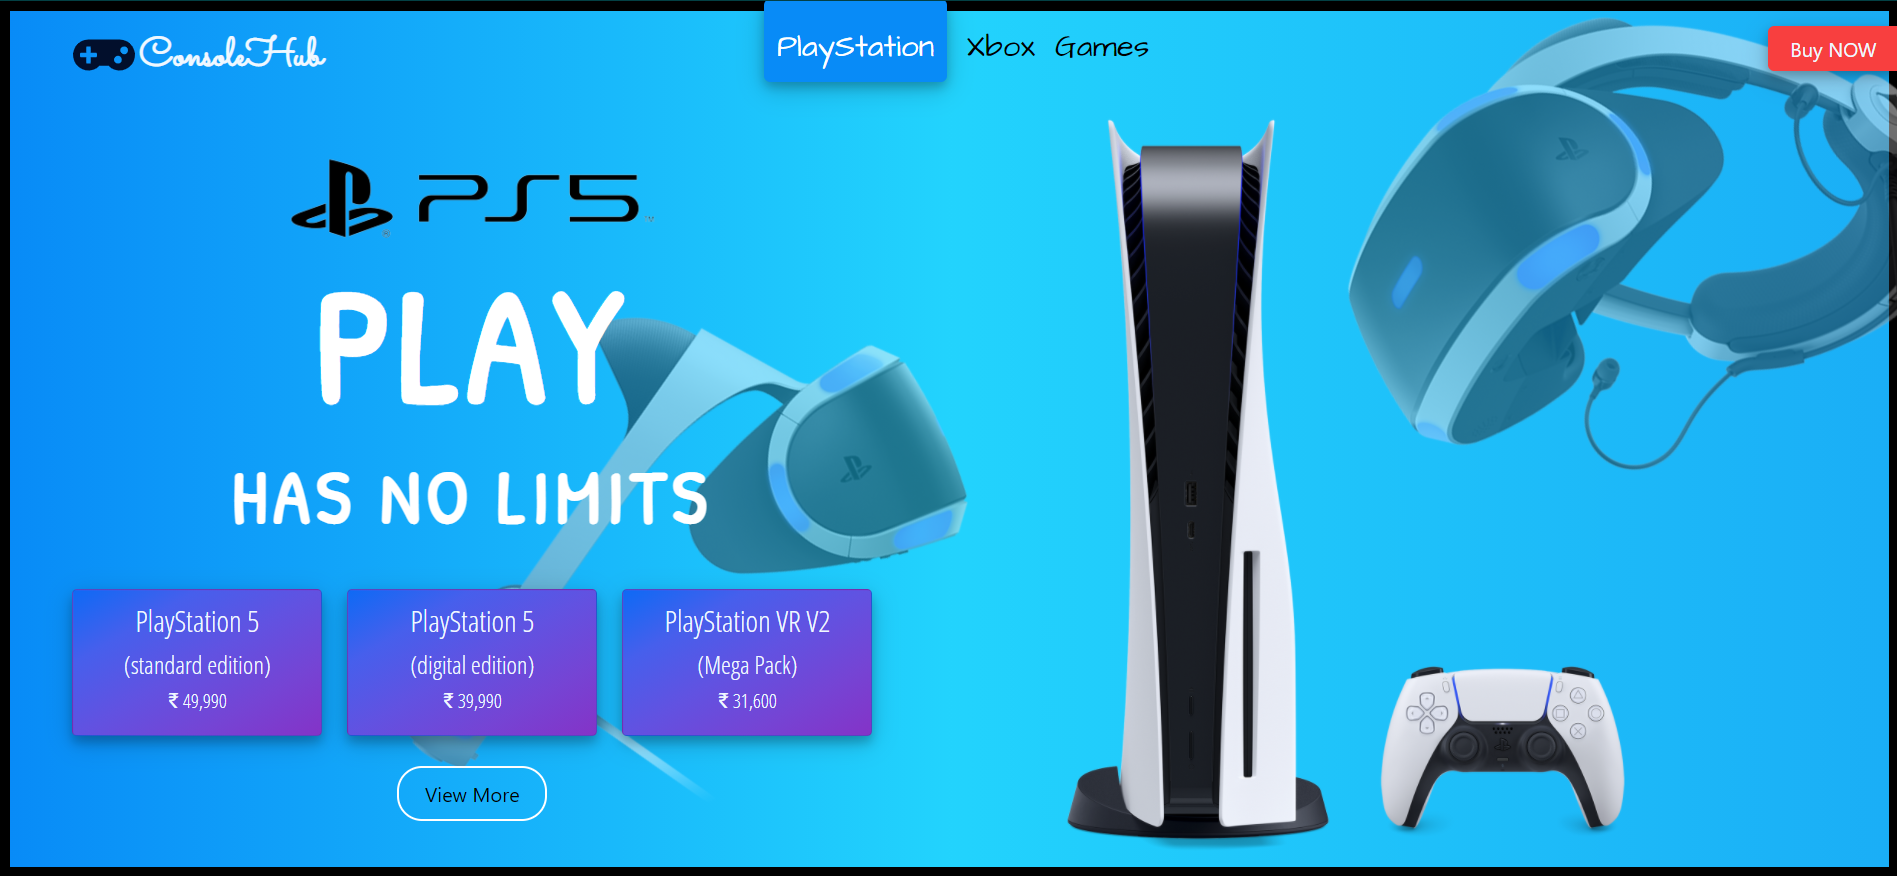 ConsoleHub
PlayStation Xbox Games
Buy NOW
PS5
PLAY
HAS NO LIMITS
PlayStation 5
(standard edition)
₹ 49,990
PlayStation 5
(digital edition)
₹ 39,990
PlayStation VR V2
(Mega Pack)
₹ 31,600
View More